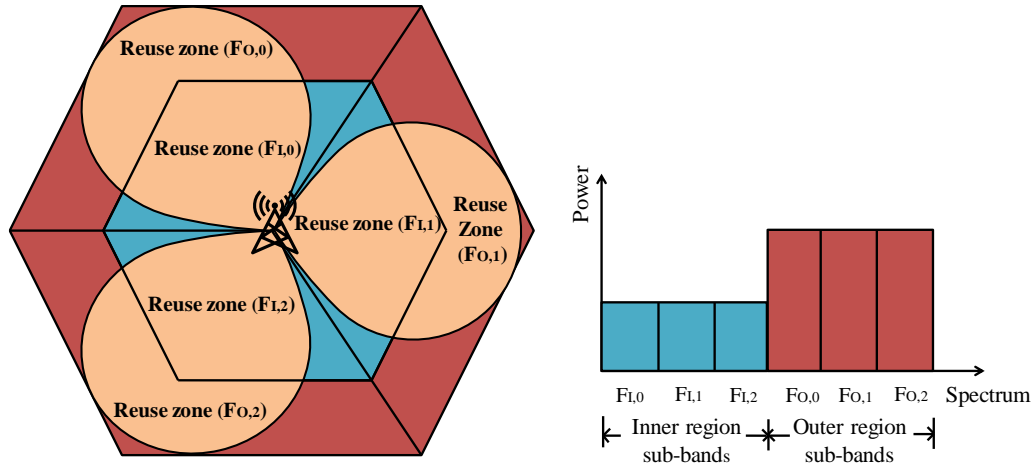 Reuse zone (FO,0)
Reuse zone (FI,0)
Reuse zone (FI,1)
Reuse
Zone
(FO,1)
Reuse zone (FI,2)
Reuse zone (FO,2)
Power
FI,0 FI,1 FI,2 FO,0 FO,1 FO,2 Spectrum
Inner region
sub-bands
Outer region
sub-bands